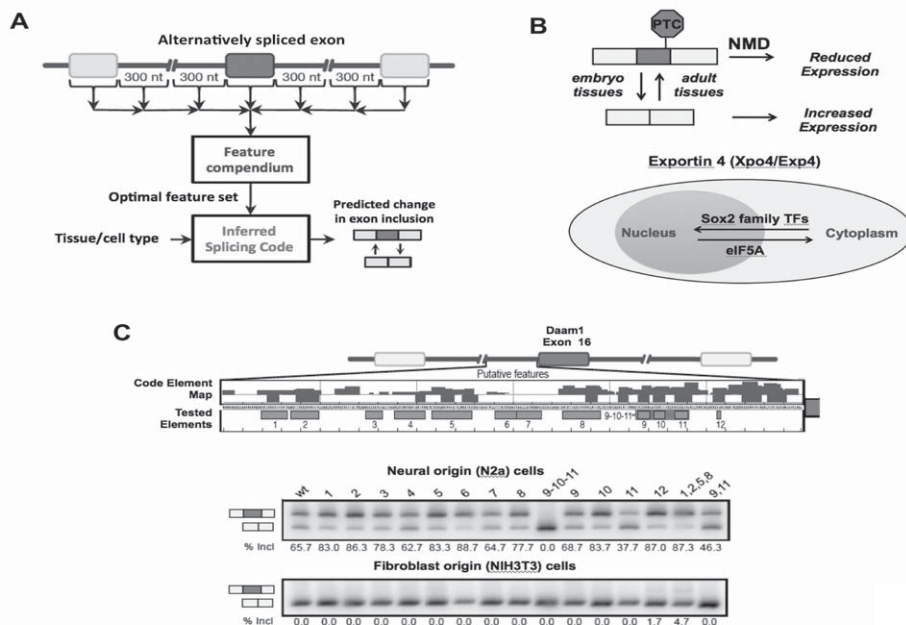 A
Alternatively spliced exon
300 nt 300 nt 300 nt 300 nt
Feature
compendium
Optimal feature set
Tissue/cell type
Inferred
Splicing Code
Predicted change
in exon inclusion
B
PTC
NMD
Reduced
Expression
embryo
tissues
adult
tissues
Increased
Expression
Exportin 4 (Xpo4/Exp4)
Sox2 family TFs
Nucleus
Cytoplasm
eIF5A
C
Daam1
Exon 16
Putative features
Code Element
Map
Tested
Elements
1 2 3 4 5 6 7 8 9-10-11 9 10 11 12
Neural origin (N2a) cells
wt 1 2 3 4 5 6 7 8 9-10-11 9 10 11 12 1,2,5,8 9,11
% Incl 65.7 83.0 86.3 78.3 62.7 83.3 88.7 64.7 77.7 0.0 68.7 83.7 37.7 87.0 87.3 46.3
Fibroblast origin (NIH3T3) cells
% Incl 0.0 0.0 0.0 0.0 0.0 0.0 0.0 0.0 0.0 0.0 0.0 0.0 0.0 1.7 4.7 0.0